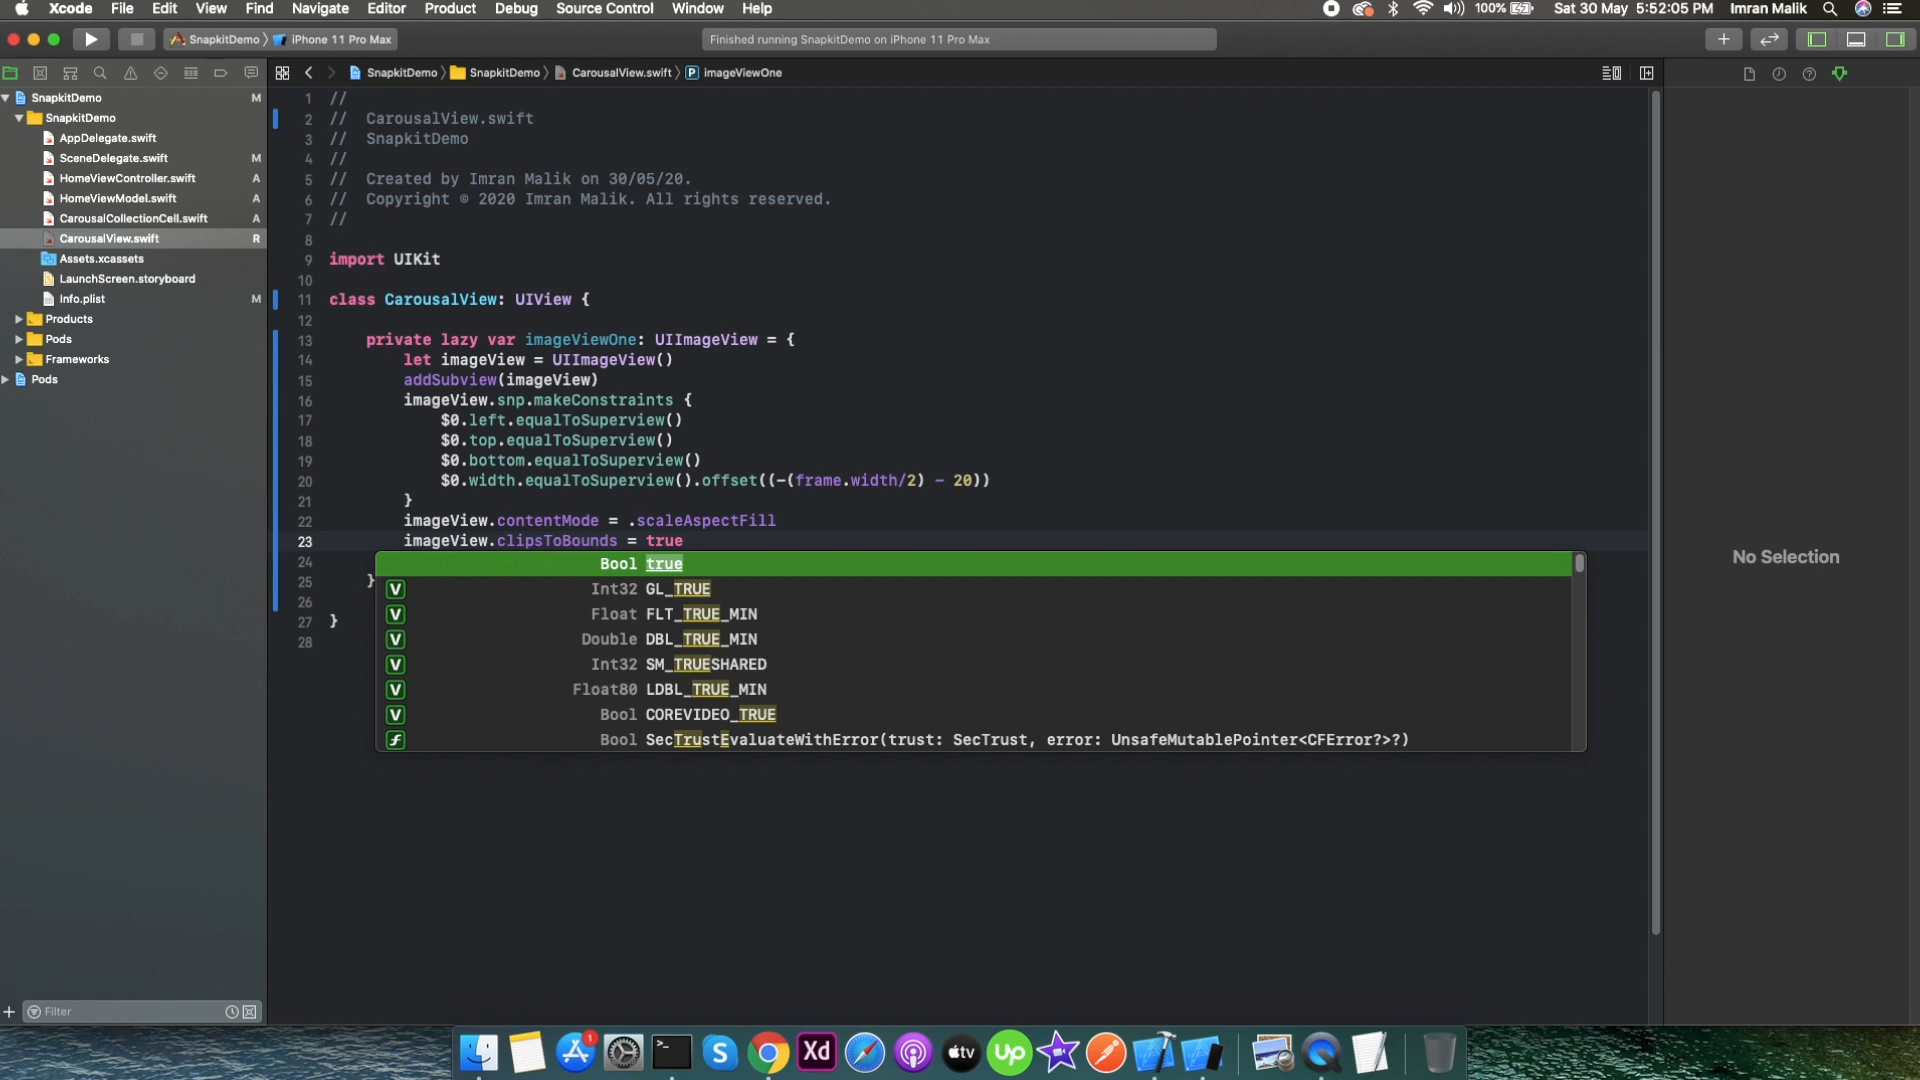 Xcode File Edit View Find Navigate Editor Product Debug Source Control Window Help 100% Sat 30 May 5:52:05 PM Imran Malik
SnapkitDemo iPhone 11 Pro Max Finished running SnapkitDemo on iPhone 11 Pro Max
SnapkitDemo SnapkitDemo CarousalView.swift P imageViewOne
SnapkitDemo M
SnapkitDemo
AppDelegate.swift
SceneDelegate.swift M
HomeViewController.swift A
HomeViewModel.swift A
CarousalCollectionCell.swift A
CarousalView.swift R
Assets.xcassets
LaunchScreen.storyboard
Info.plist M
Products
Pods
Frameworks
Pods
1 //
2 // CarousalView.swift
3 // SnapkitDemo
4 //
5 // Created by Imran Malik on 30/05/20.
6 // Copyright © 2020 Imran Malik. All rights reserved.
7 //
8
9 import UIKit
10
11 class CarousalView: UIView {
12
13 private lazy var imageViewOne: UIImageView = {
14 let imageView = UIImageView()
15 addSubview(imageView)
16 imageView.snp.makeConstraints {
17 $0.left.equalToSuperview()
18 $0.top.equalToSuperview()
19 $0.bottom.equalToSuperview()
20 $0.width.equalToSuperview().offset((-(frame.width/2) - 20))
21 }
22 imageView.contentMode = .scaleAspectFill
23 imageView.clipsToBounds = true
24
25 }
26
27 }
28
Bool true
V Int32 GL_TRUE
V Float FLT_TRUE_MIN
V Double DBL_TRUE_MIN
V Int32 SM_TRUESHARED
V Float80 LDBL_TRUE_MIN
V Bool COREVIDEO_TRUE
f Bool SecTrustEvaluateWithError(trust: SecTrust, error: UnsafeMutablePointer<CFError?>?)
No Selection
Filter
1
S Xd tv Up